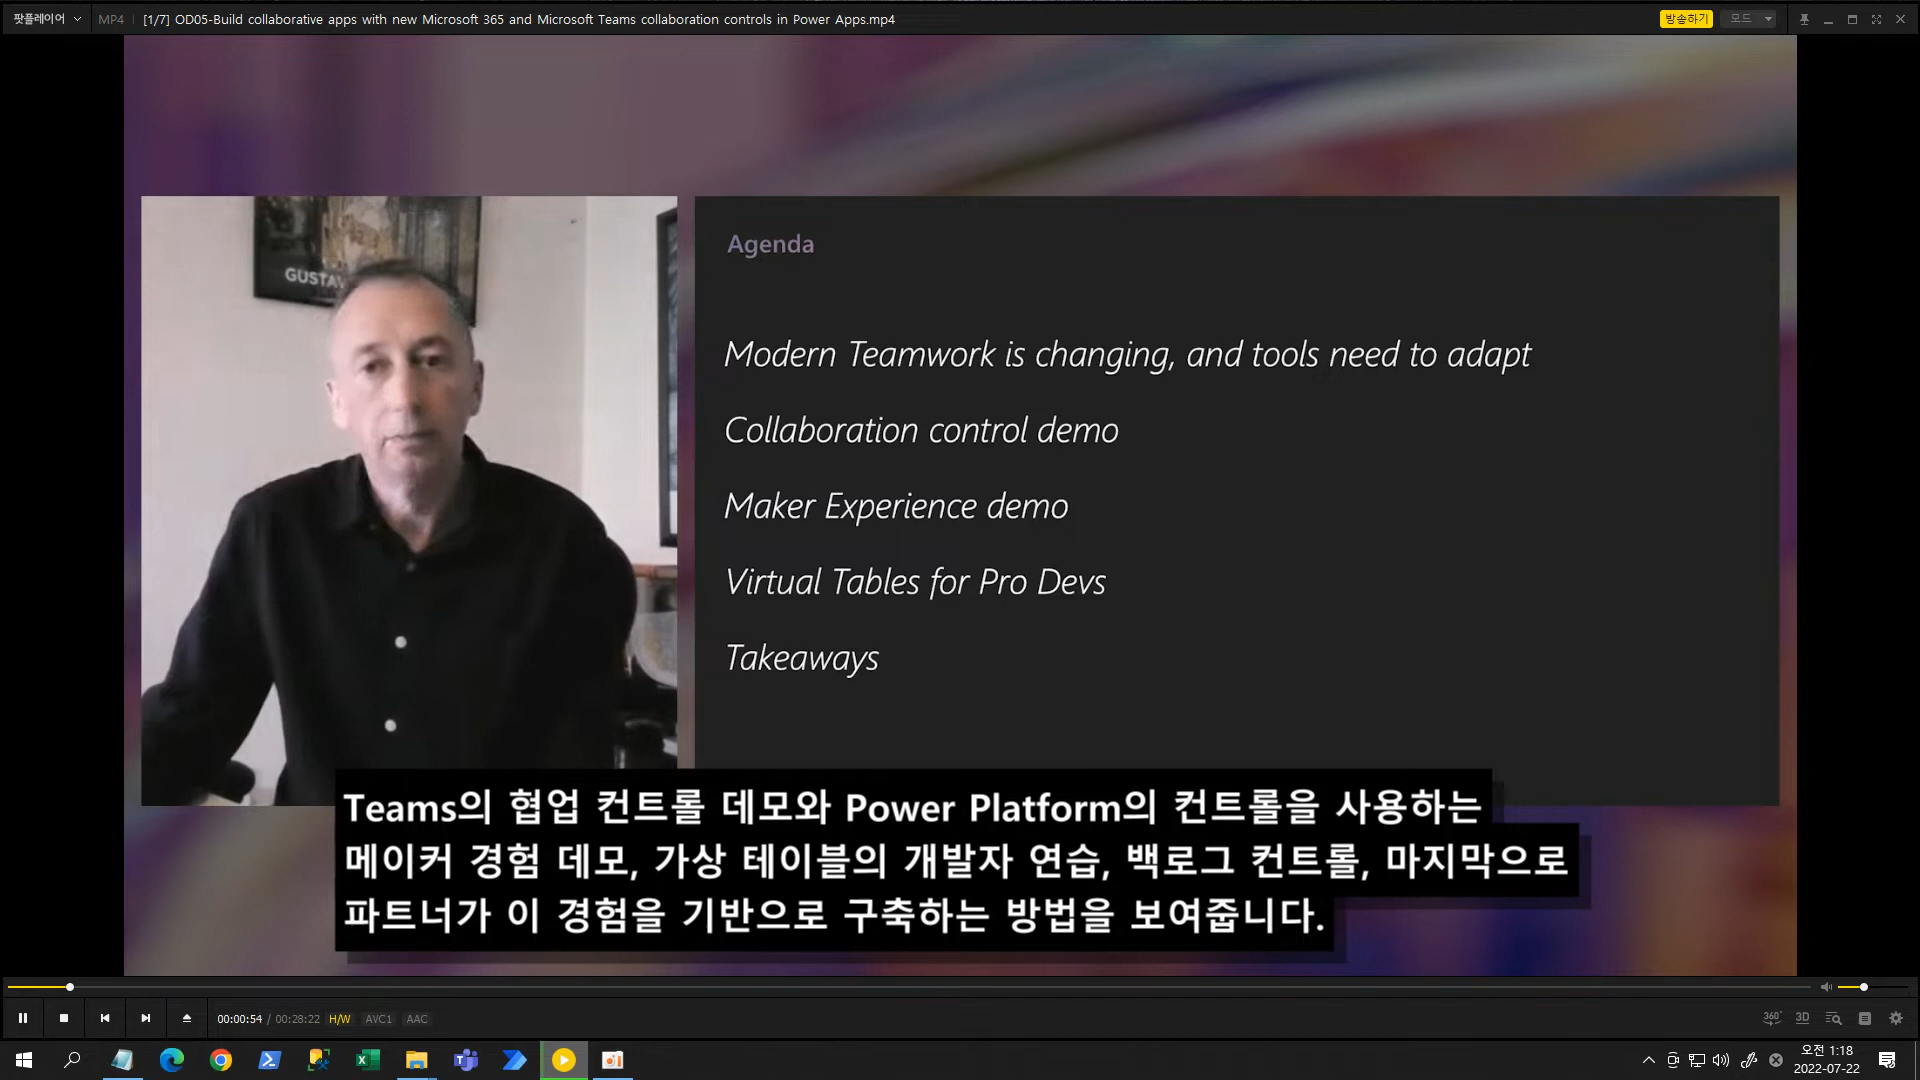 팟플레이어
MP4
[1/7] OD05-Build collaborative apps with new Microsoft 365 and Microsoft Teams collaboration controls in Power Apps.mp4
방송하기
모드
GUSTAV
Agenda
Modern Teamwork is changing, and tools need to adapt
Collaboration control demo
Maker Experience demo
Virtual Tables for Pro Devs
Takeaways
Teams의 협업 컨트롤 데모와 Power Platform의 컨트롤을 사용하는
메이커 경험 데모, 가상 테이블의 개발자 연습, 백로그 컨트롤, 마지막으로
파트너가 이 경험을 기반으로 구축하는 방법을 보여줍니다.
00:00:54 / 00:28:22 H/W AVC1 AAC
360° 3D
오전 1:18
2022-07-22